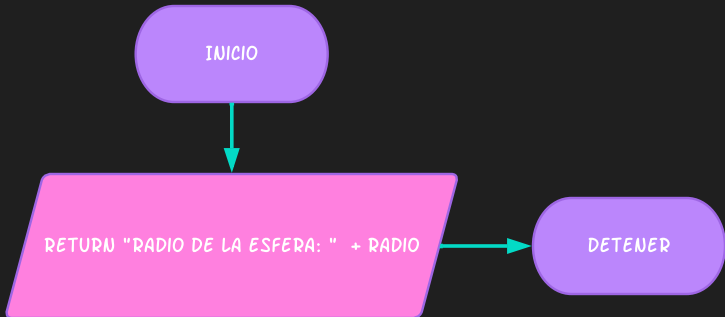 INICIO
RETURN "RADIO DE LA ESFERA: " + RADIO
DETENER